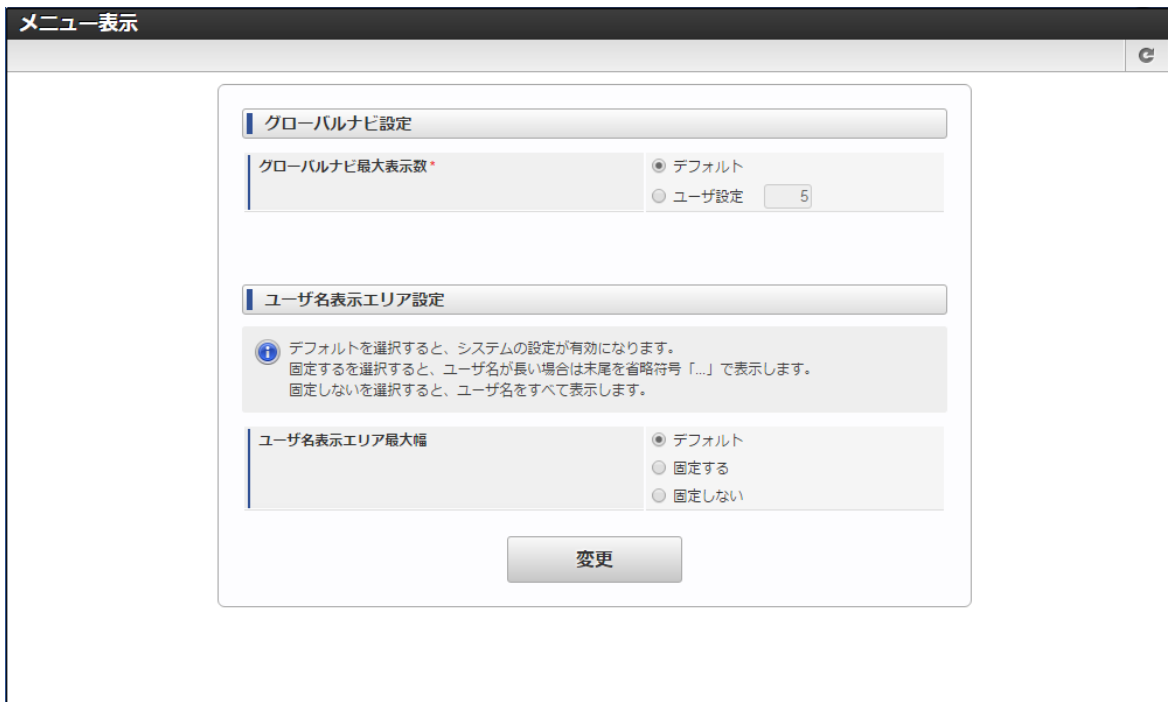 メニュー表示
グローバルナビ設定
グローバルナビ最大表示数*
デフォルト
ユーザ設定 5
ユーザ名表示エリア設定
デフォルトを選択すると、システムの設定が有効になります。
固定するを選択すると、ユーザ名が長い場合は末尾を省略符号「...」で表示します。
固定しないを選択すると、ユーザ名をすべて表示します。
ユーザ名表示エリア最大幅
デフォルト
固定する
固定しない
変更